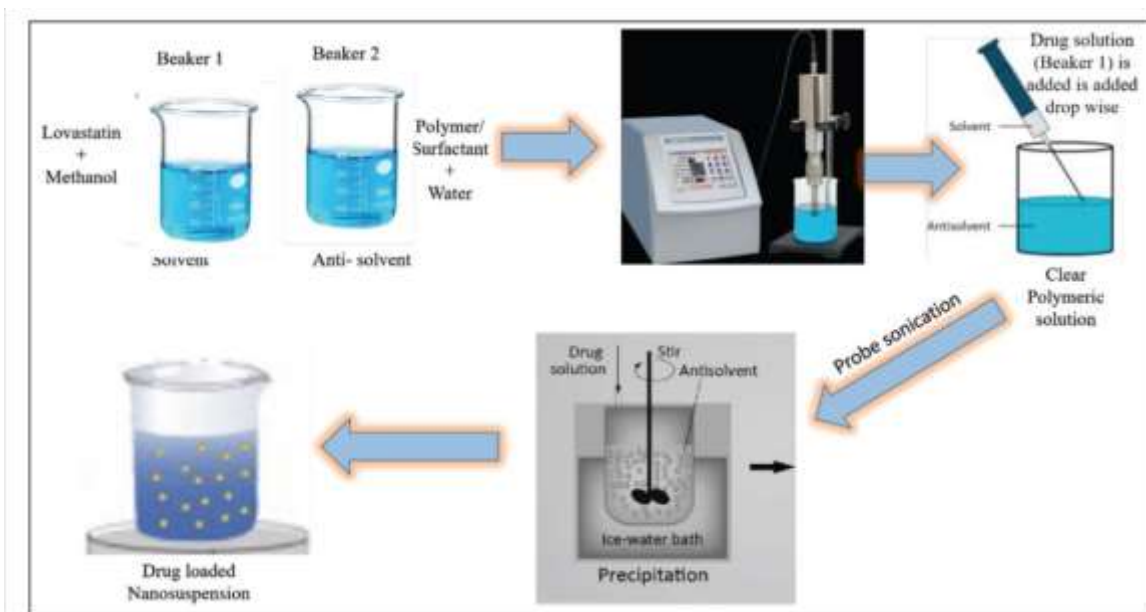 Beaker 1
Beaker 2
Lovastatin
+
Methanol
Polymer/
Surfactant
+
Water
Solvent
Anti- solvent
Drug solution
(Beaker 1) is
added is added
drop wise
Solvent
Antisolvent
Clear
Polymeric
solution
Probe sonication
Drug
solution
Stir
Antisolvent
Ice-water bath
Precipitation
Drug loaded
Nanosuspension